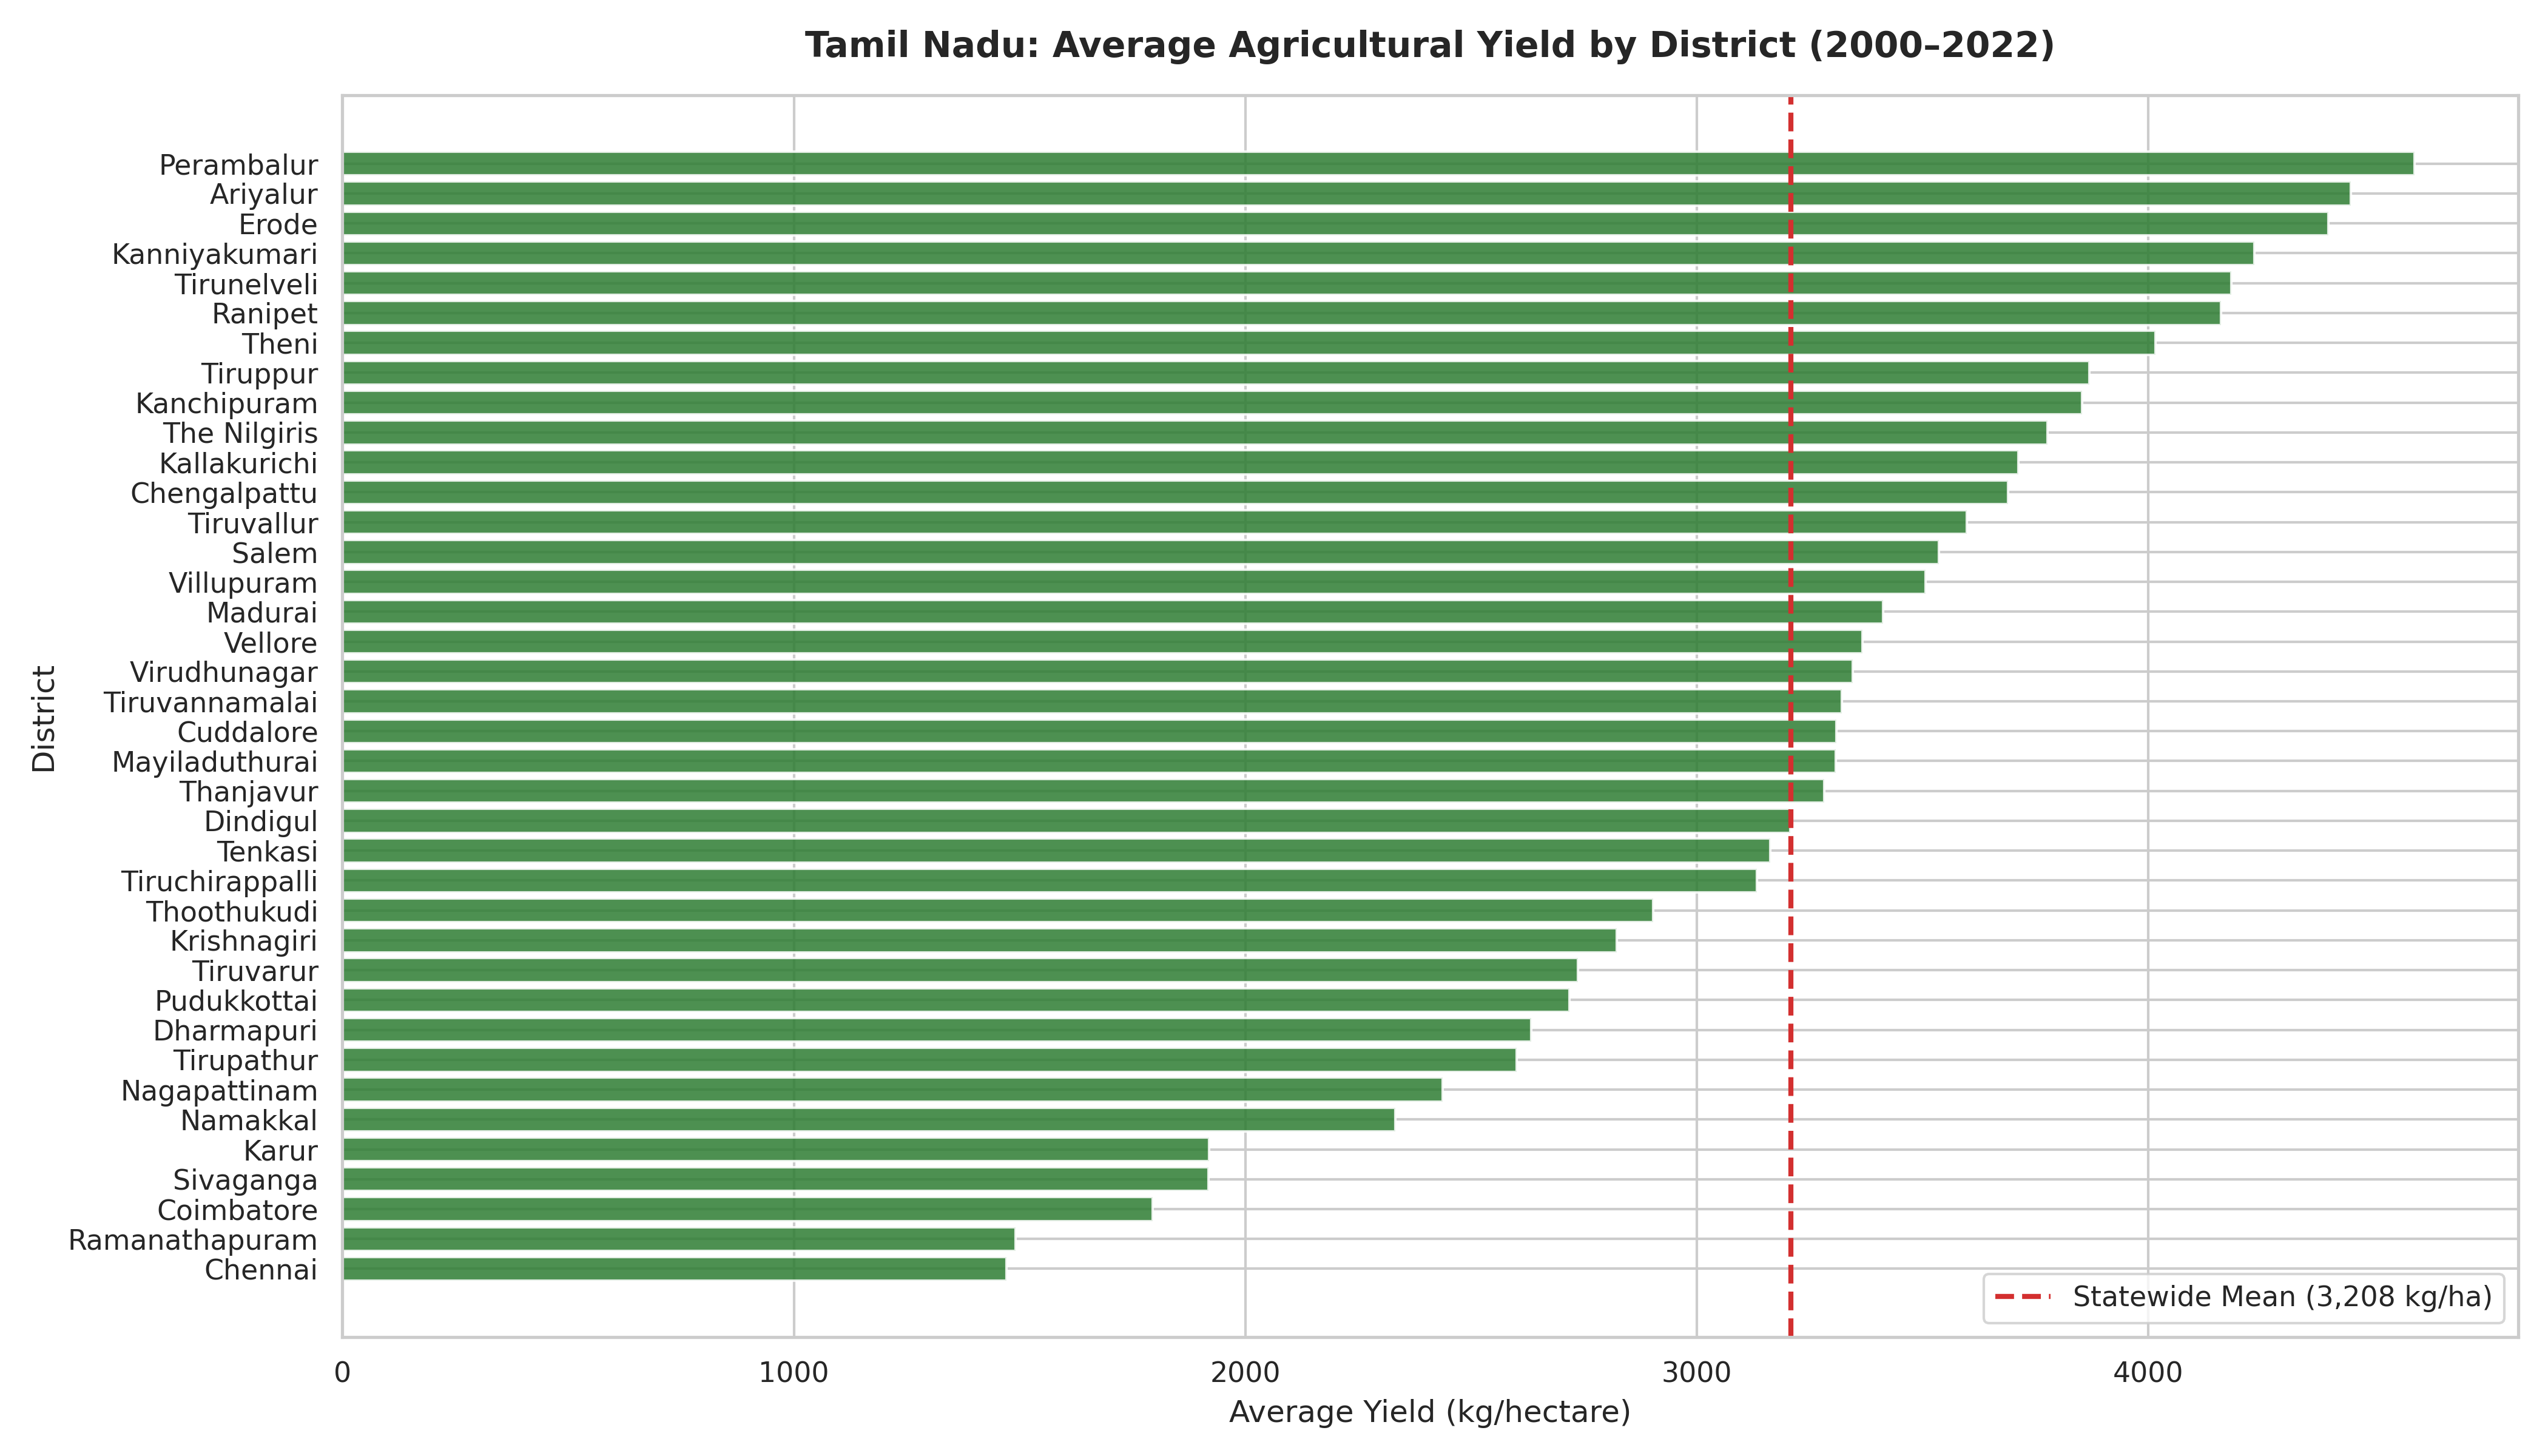 Tamil Nadu: Average Agricultural Yield by District (2000–2022)
District
Perambalur
Ariyalur
Erode
Kanniyakumari
Tirunelveli
Ranipet
Theni
Tiruppur
Kanchipuram
The Nilgiris
Kallakurichi
Chengalpattu
Tiruvallur
Salem
Villupuram
Madurai
Vellore
Virudhunagar
Tiruvannamalai
Cuddalore
Mayiladuthurai
Thanjavur
Dindigul
Tenkasi
Tiruchirappalli
Thoothukudi
Krishnagiri
Tiruvarur
Pudukkottai
Dharmapuri
Tirupathur
Nagapattinam
Namakkal
Karur
Sivaganga
Coimbatore
Ramanathapuram
Chennai
Statewide Mean (3,208 kg/ha)
0 1000 2000 3000 4000
Average Yield (kg/hectare)